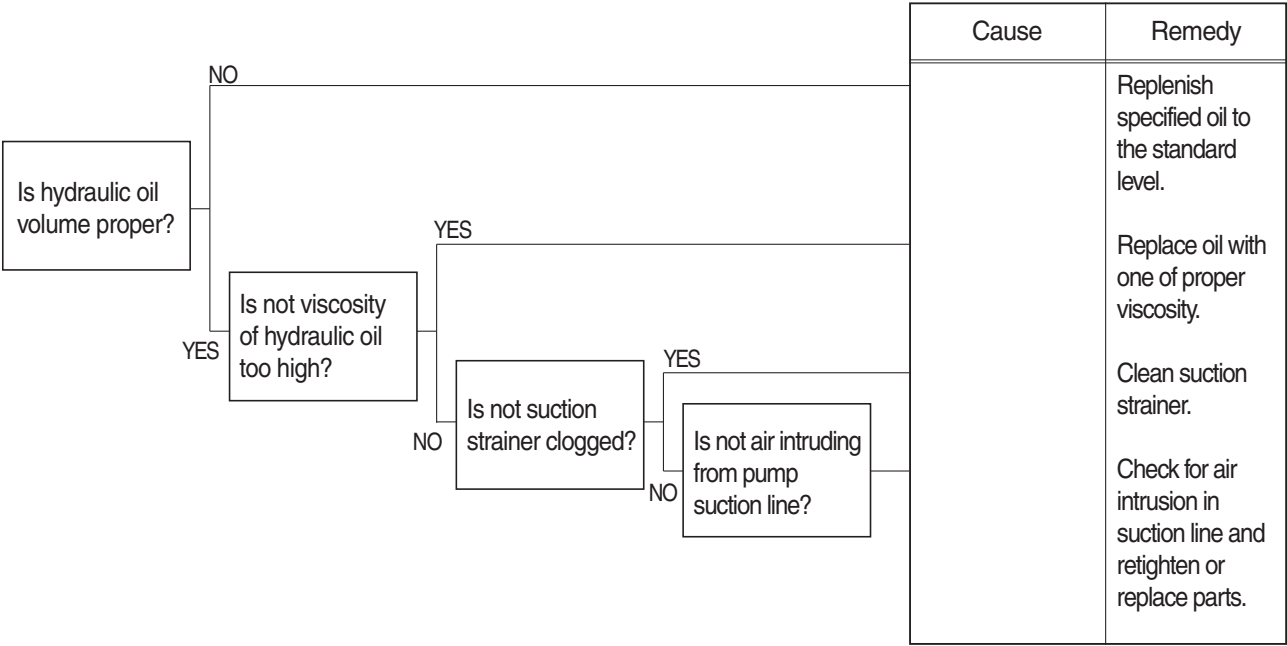 Cause
Remedy
NO
Replenish
specified oil to
the standard
level.
Is hydraulic oil
volume proper?
YES
Replace oil with
one of proper
viscosity.
YES
Is not viscosity
of hydraulic oil
too high?
YES
Clean suction
strainer.
NO
Is not suction
strainer clogged?
NO
Is not air intruding
from pump
suction line?
Check for air
intrusion in
suction line and
retighten or
replace parts.